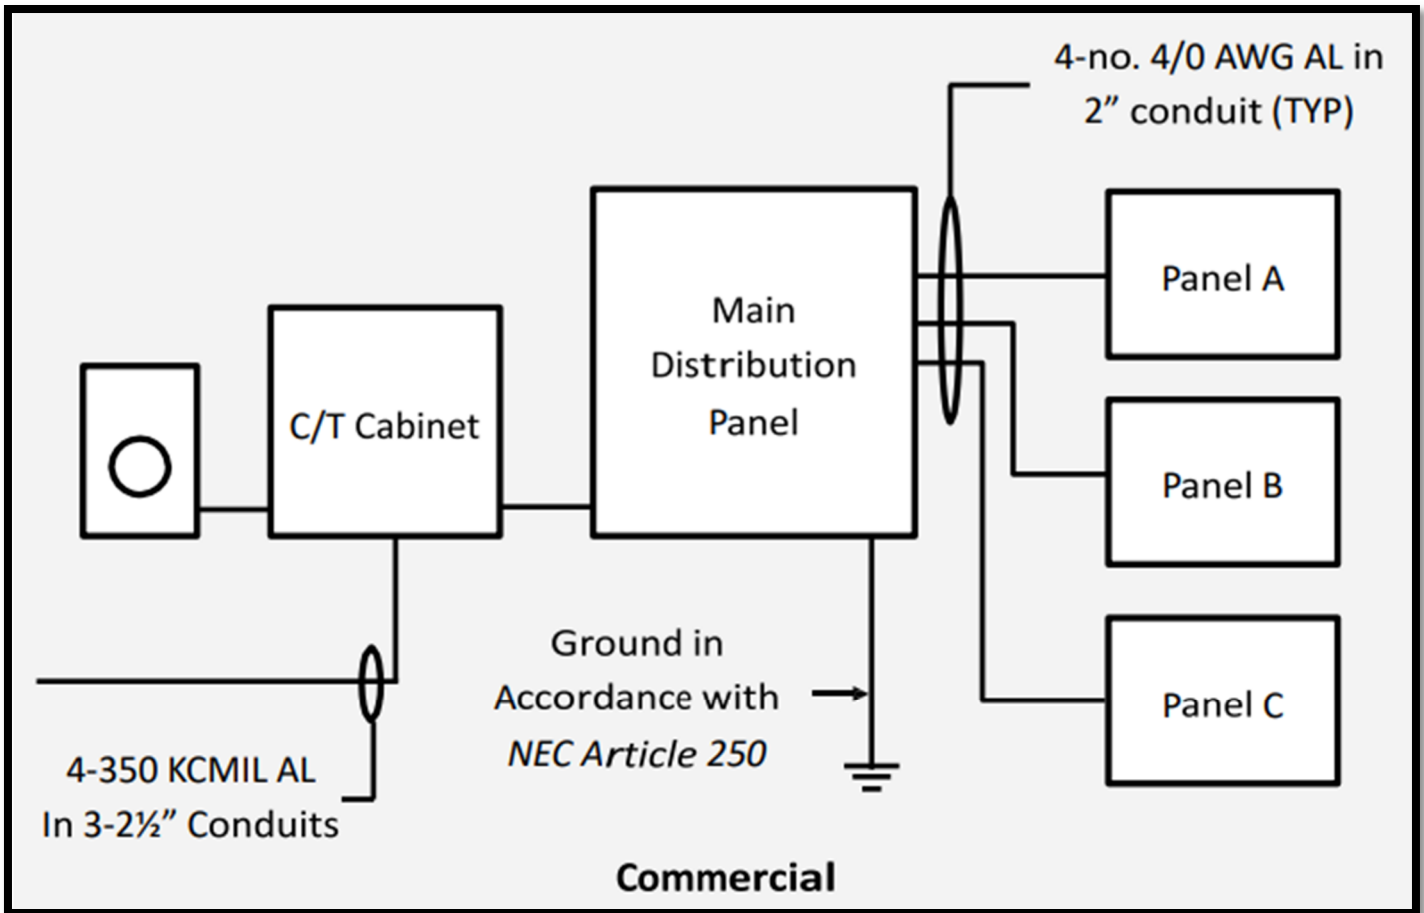 4-no. 4/0 AWG AL in
2” conduit (TYP)
Panel A
Main
Distribution
Panel
C/T Cabinet
Panel B
Ground in
Accordance with
NEC Article 250
Panel C
4-350 KCMIL AL
In 3-2½” Conduits
Commercial